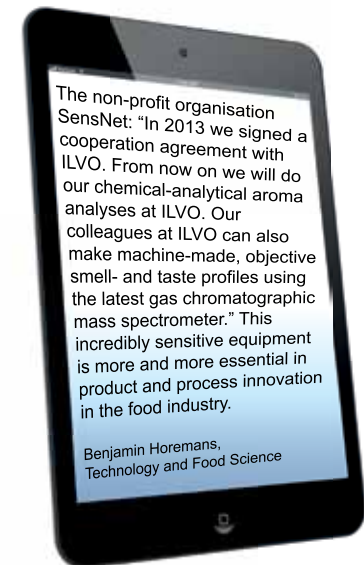 The non-profit organisation
SensNet: “In 2013 we signed a
cooperation agreement with
ILVO. From now on we will do
our chemical-analytical aroma
analyses at ILVO. Our
colleagues at ILVO can also
make machine-made, objective
smell- and taste profiles using
the latest gas chromatographic
mass spectrometer.” This
incredibly sensitive equipment
is more and more essential in
product and process innovation
in the food industry.
Benjamin Horemans,
Technology and Food Science